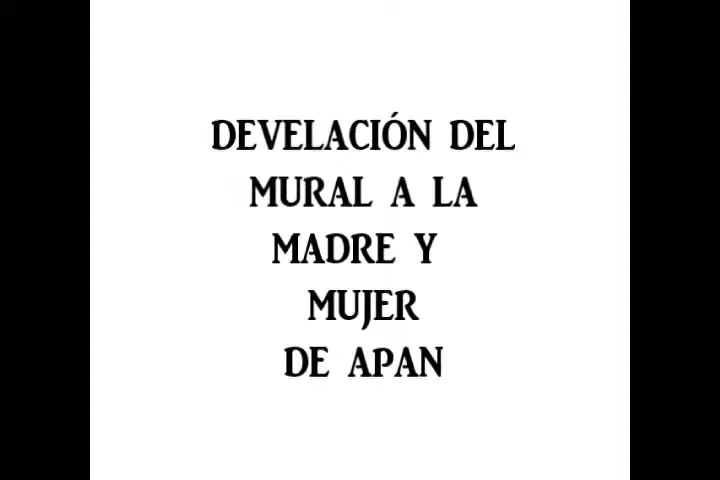 DEVELACIÓN DEL
MURAL A LA
MADRE Y
MUJER
DE APAN